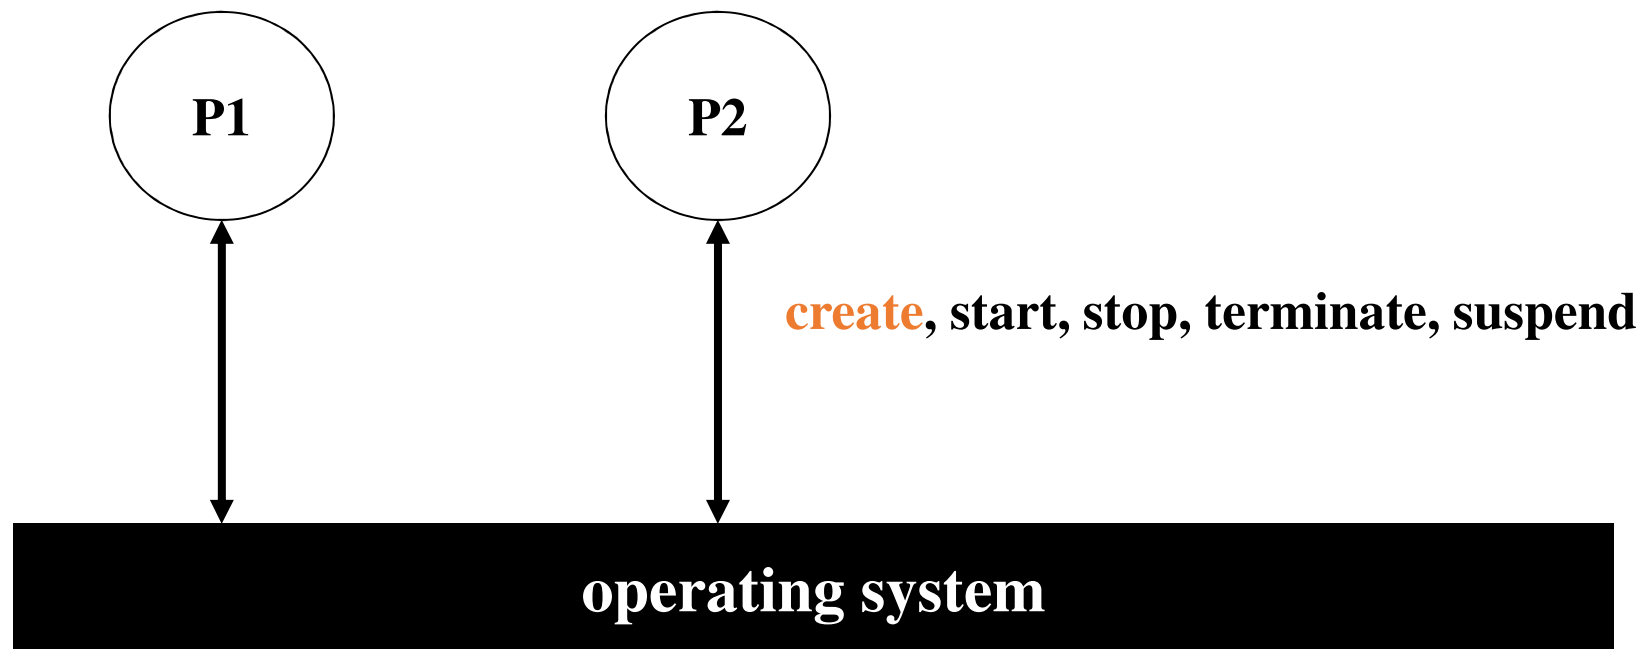 P1
P2
create, start, stop, terminate, suspend
operating system